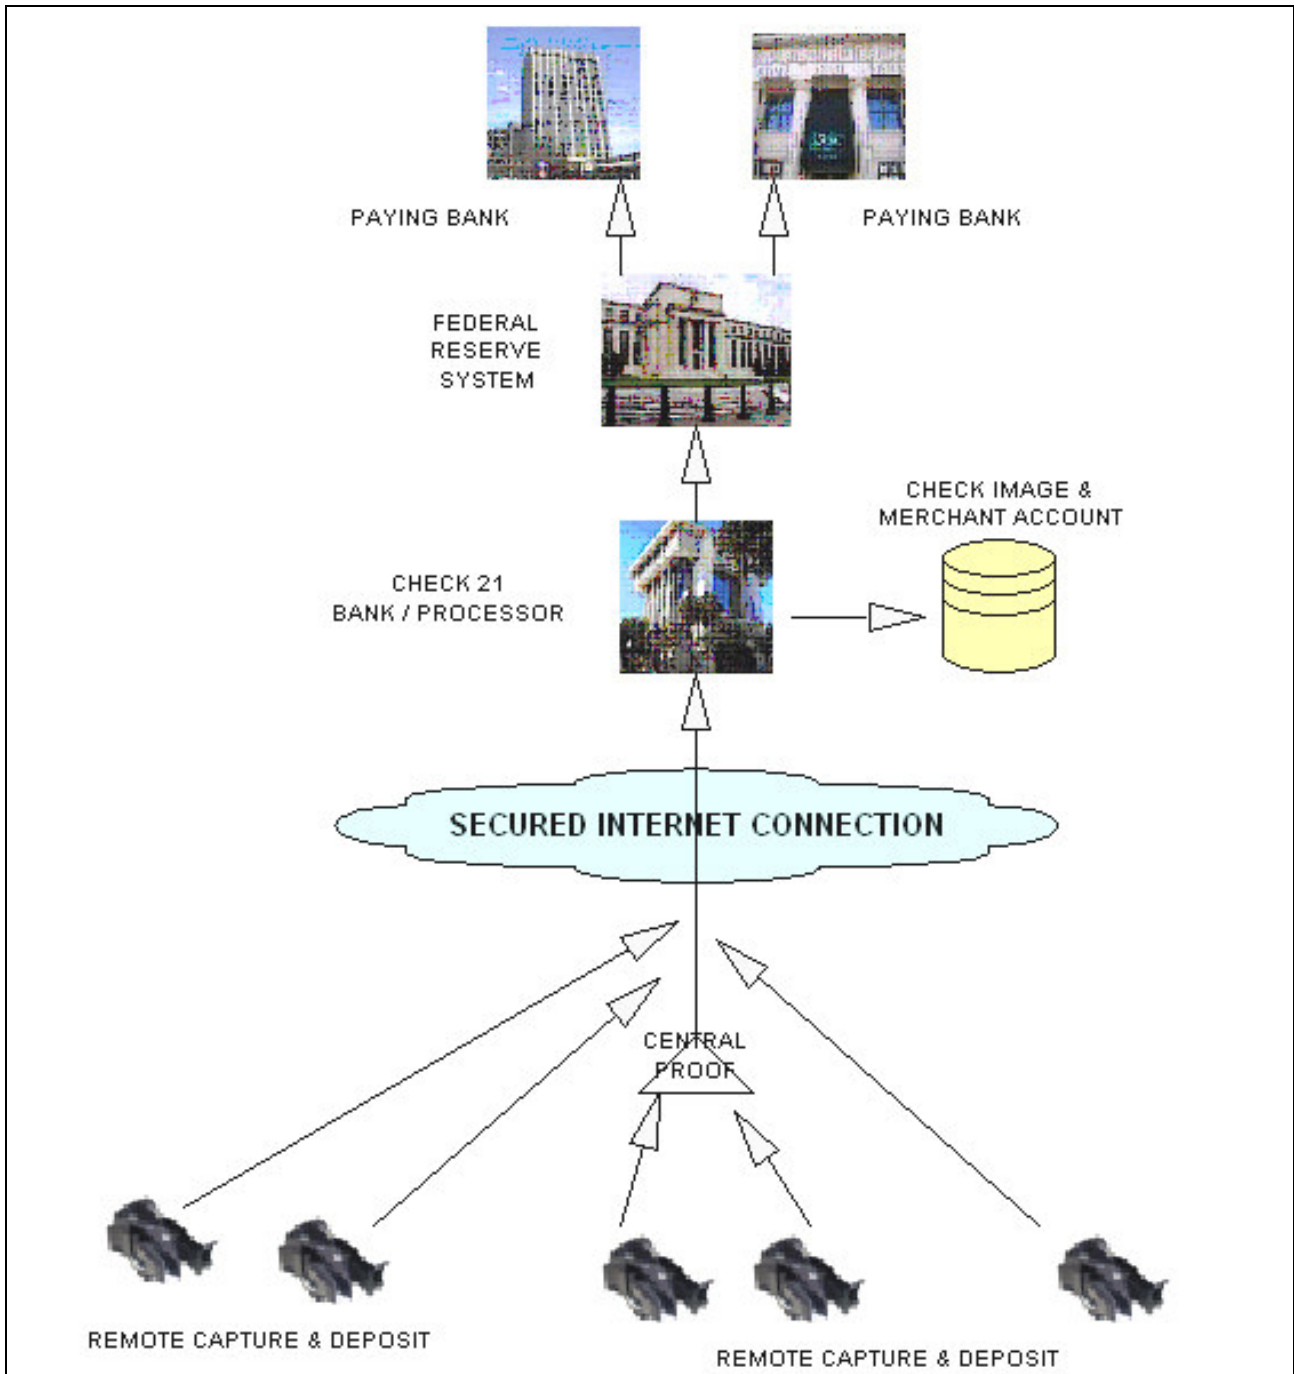 PAYING BANK
PAYING BANK
FEDERAL
RESERVE
SYSTEM
CHECK IMAGE &
MERCHANT ACCOUNT
CHECK 21
BANK / PROCESSOR
SECURED INTERNET CONNECTION
CENTRAL
PROOF
REMOTE CAPTURE & DEPOSIT
REMOTE CAPTURE & DEPOSIT